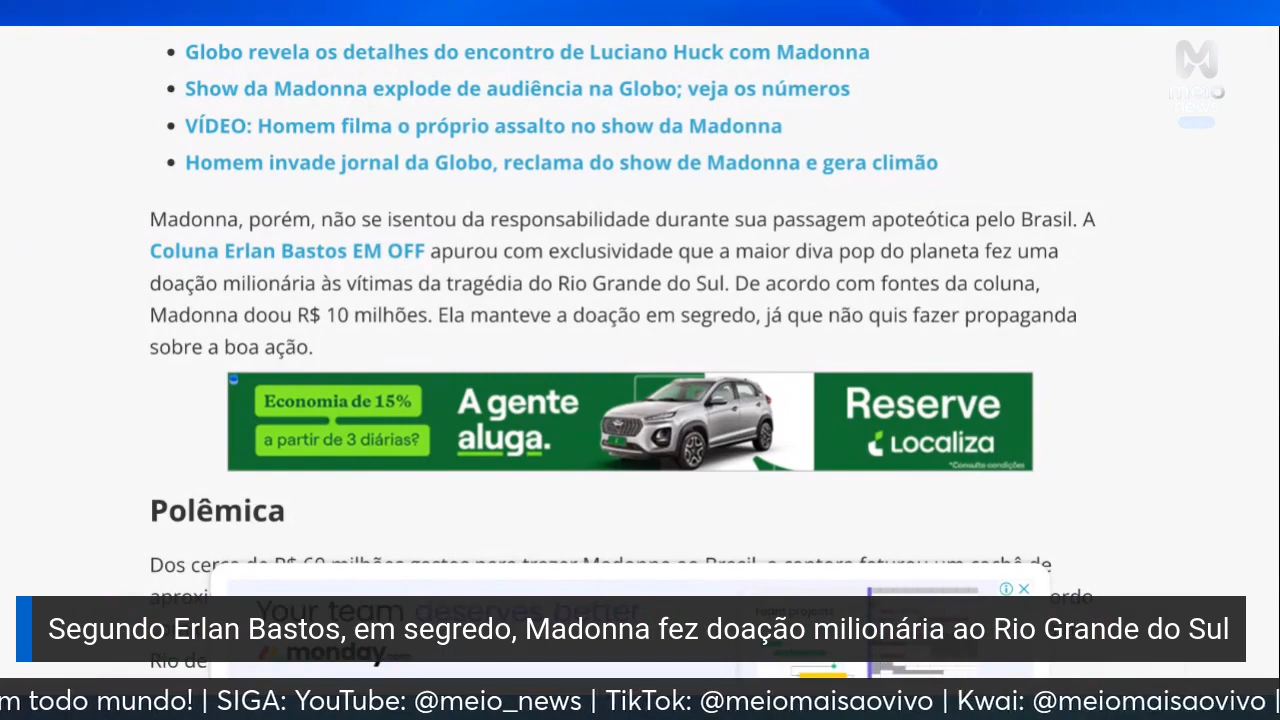 Globo revela os detalhes do encontro de Luciano Huck com Madonna
meio
news
Show da Madonna explode de audiência na Globo; veja os números
VÍDEO: Homem filma o próprio assalto no show da Madonna
Homem invade jornal da Globo, reclama do show de Madonna e gera climão
Madonna, porém, não se isentou da responsabilidade durante sua passagem apoteótica pelo Brasil. A
Coluna Erlan Bastos EM OFF apurou com exclusividade que a maior diva pop do planeta fez uma
doação milionária às vítimas da tragédia do Rio Grande do Sul. De acordo com fontes da coluna,
Madonna doou R$ 10 milhões. Ela manteve a doação em segredo, já que não quis fazer propaganda
sobre a boa ação.
Economia de 15%
a partir de 3 diárias?
A gente
aluga.
Reserve
Localiza
*Consulte condições
Polêmica
Dos cerca de R$ 60 milhões gastos para trazer Madonna ao Brasil, a cantora faturou um cachê de
Your team deserves better
monday.com
Segundo Erlan Bastos, em segredo, Madonna fez doação milionária ao Rio Grande do Sul
Rio de
m todo mundo! | SIGA: YouTube: @meio_news | TikTok: @meiomaisaovivo | Kwai: @meiomaisaovivo |